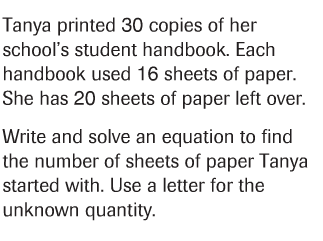 Tanya printed 30 copies of her
school's student handbook. Each
handbook used 16 sheets of paper.
She has 20 sheets of paper left over.
Write and solve an equation to find
the number of sheets of paper Tanya
started with. Use a letter for the
unknown quantity.